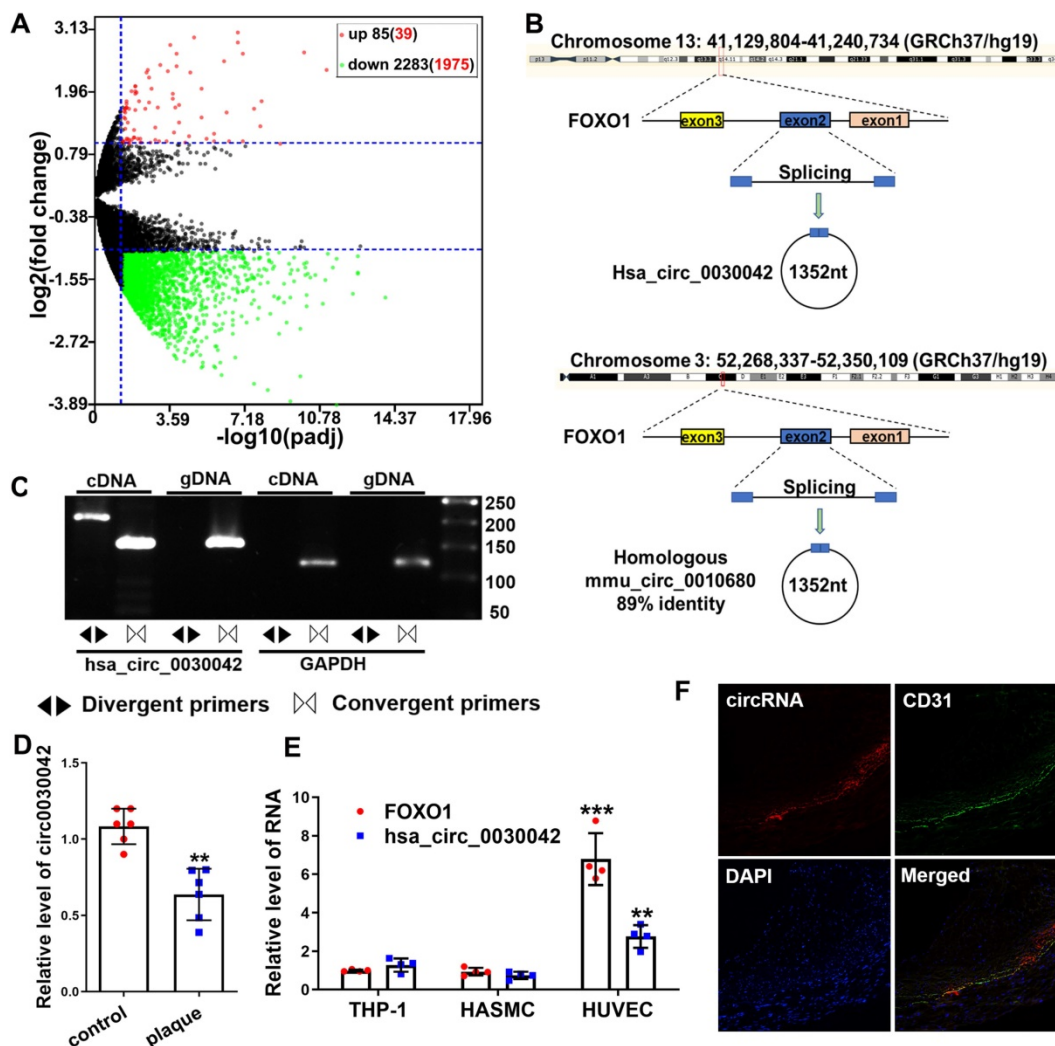 A
log2(fold change)
3.13
1.96
0.79
-0.38
-1.55
-2.72
-3.89
up 85(39)
down 2283(1975)
0 3.59 7.18 10.78 14.37 17.96
-log10(padj)
B
Chromosome 13: 41,129,804-41,240,734 (GRCh37/hg19)
FOXO1
exon3 exon2 exon1
Splicing
Hsa_circ_0030042
1352nt
Chromosome 3: 52,268,337-52,350,109 (GRCh37/hg19)
FOXO1
exon3 exon2 exon1
Splicing
Homologous
mmu_circ_0010680
89% identity
1352nt
C
cDNA gDNA cDNA gDNA
250
200
150
100
50
hsa_circ_0030042 GAPDH
Divergent primers Convergent primers
D
Relative level of circ0030042
1.5
1.0
0.5
0.0
**
control plaque
E
Relative level of RNA
10
8
6
4
2
0
FOXO1
hsa_circ_0030042
***
**
THP-1 HASMC HUVEC
F
circRNA CD31
DAPI Merged